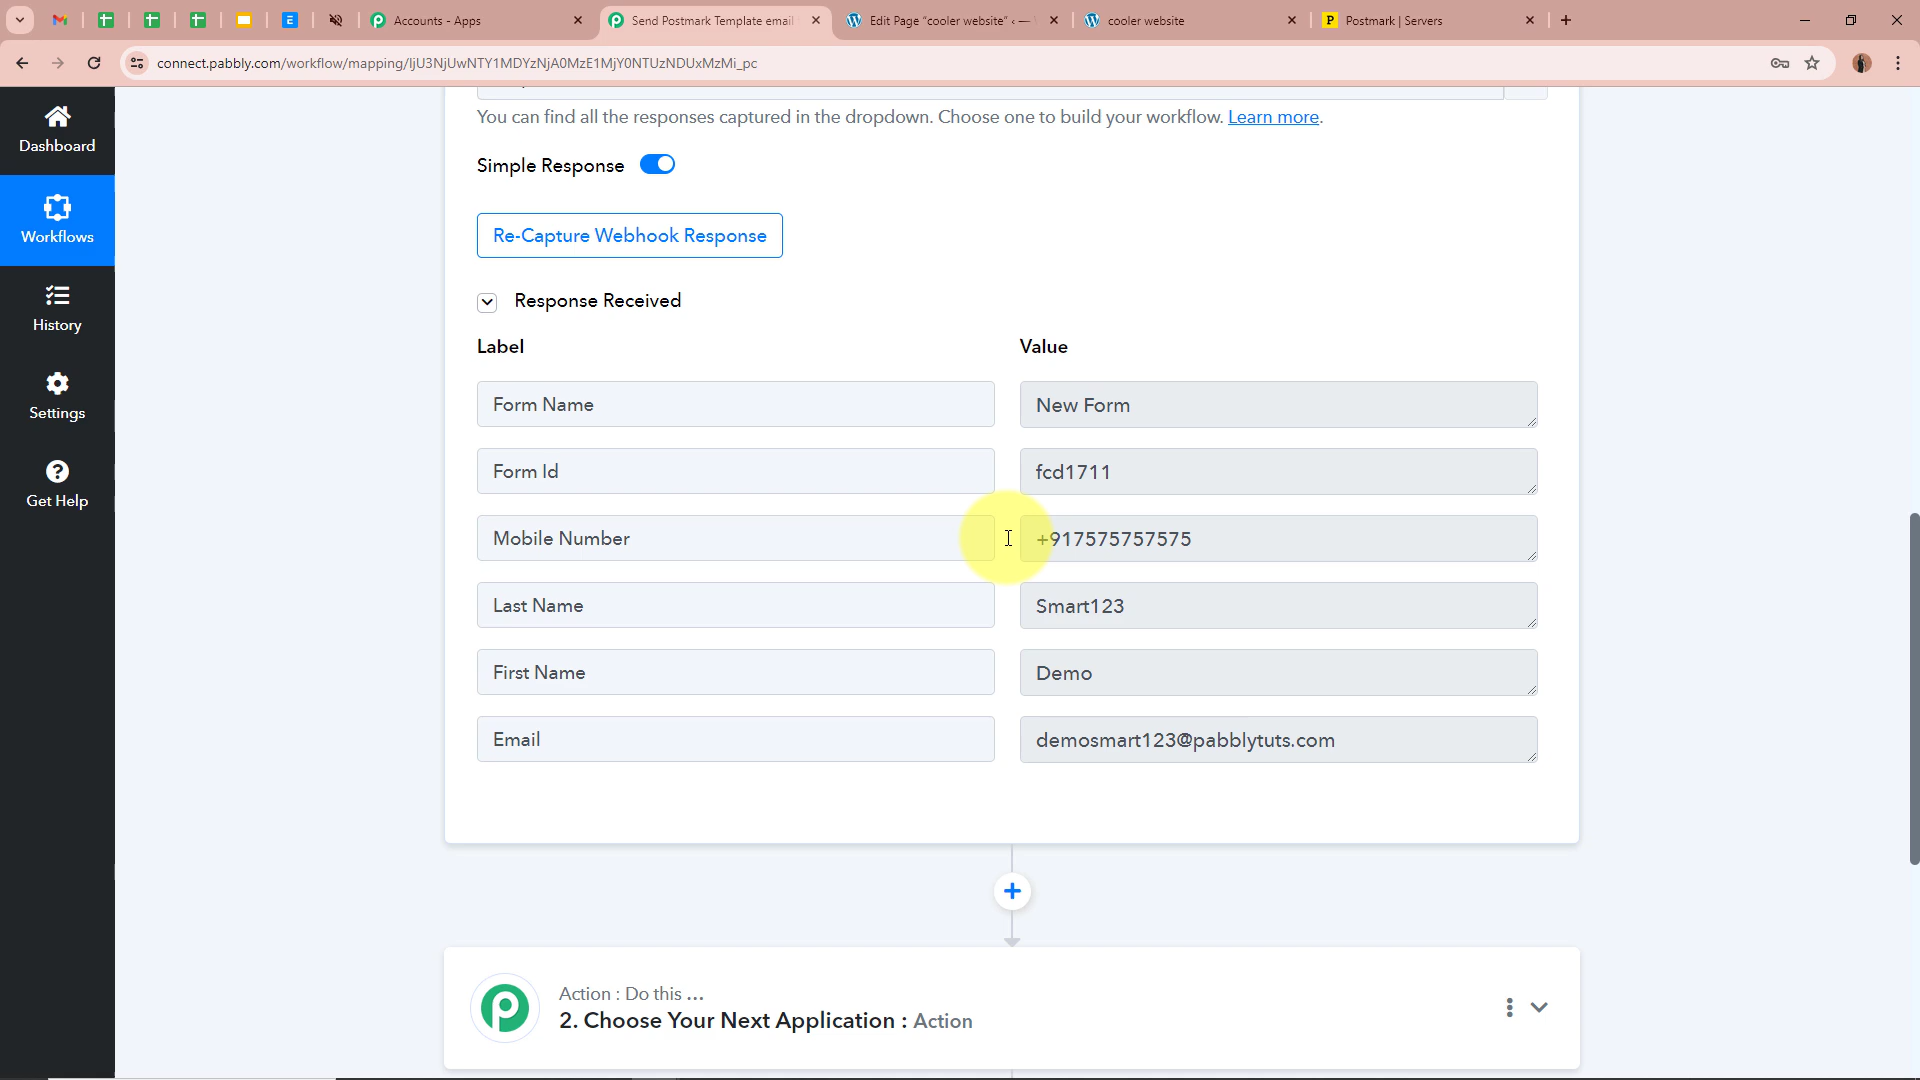 Accounts - Apps
Send Postmark Template email
Edit Page “cooler website” ‹ —
cooler website
Postmark | Servers
connect.pabbly.com/workflow/mapping/IjU3NjUwNTY1MDYzNjA0MzE1MjY0NTUzNDUxMzMi_pc
Dashboard
Workflows
History
Settings
Get Help
You can find all the responses captured in the dropdown. Choose one to build your workflow. Learn more.
Simple Response
Re-Capture Webhook Response
Response Received
Label Value
Form Name New Form
Form Id fcd1711
Mobile Number +917575757575
Last Name Smart123
First Name Demo
Email demosmart123@pabblytuts.com
Action : Do this ...
2. Choose Your Next Application : Action